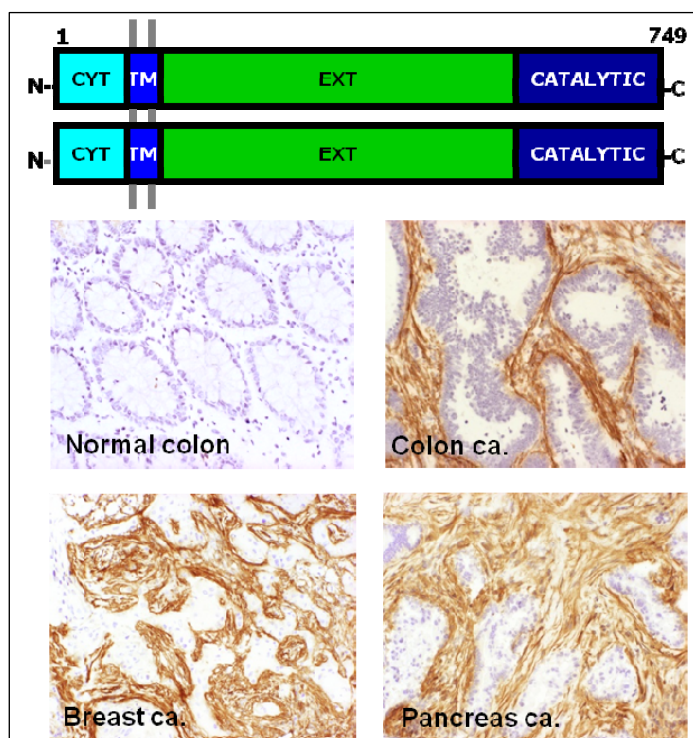 1 749
N- CYT TM EXT CATALYTIC -C
N- CYT TM EXT CATALYTIC -C
Normal colon Colon ca.
Breast ca. Pancreas ca.